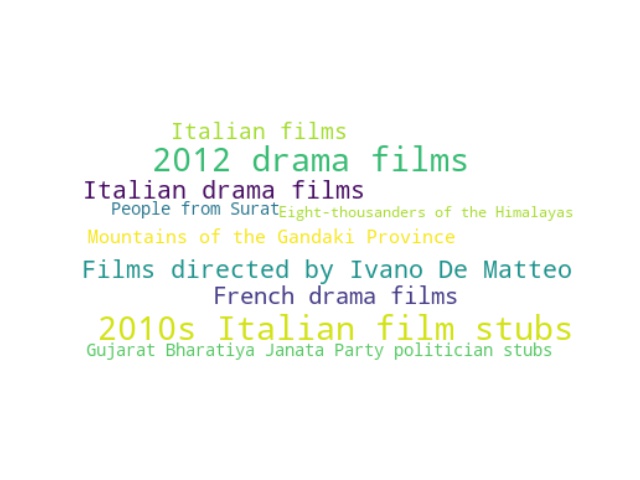 Italian films
2012 drama films
Italian drama films
People from Surat
Eight-thousanders of the Himalayas
Mountains of the Gandaki Province
Films directed by Ivano De Matteo
French drama films
2010s Italian film stubs
Gujarat Bharatiya Janata Party politician stubs